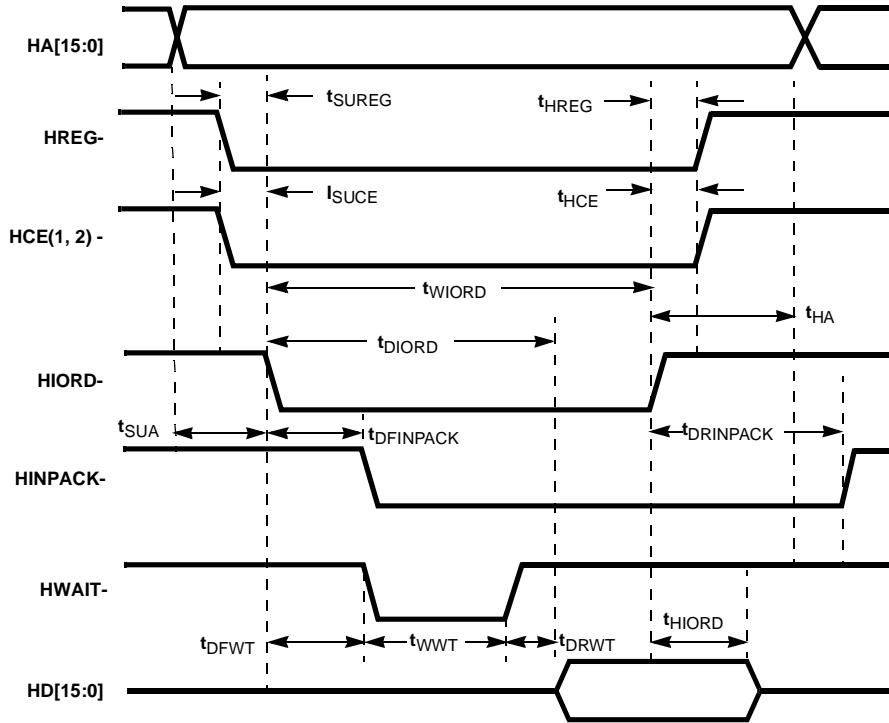 HA[15:0]
tSUREG
tHREG
HREG-
lSUCE
tHCE
HCE(1, 2) -
tWIORD
tHA
tDIORD
HIORD-
tSUA
tDFINPACK
tDRINPACK
HINPACK-
HWAIT-
tHIORD
tDFWT
tWWT
tDRWT
HD[15:0]